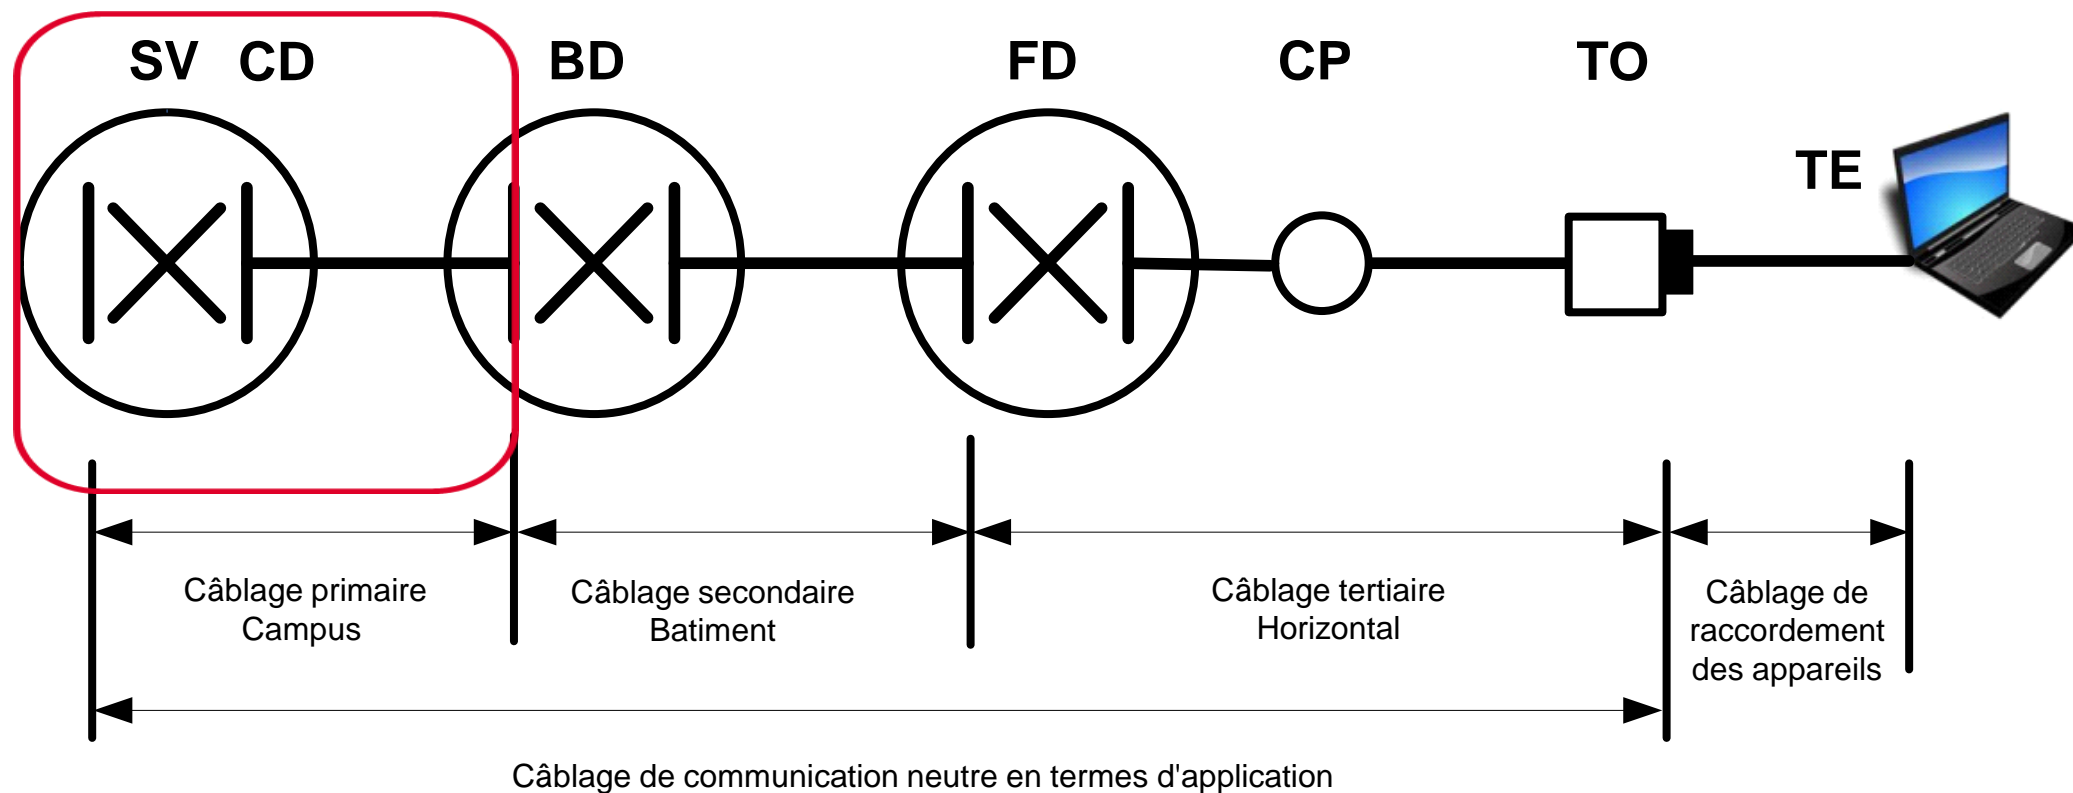 SV CD BD FD CP TO
TE
Câblage primaire
Campus
Câblage secondaire
Batiment
Câblage tertiaire
Horizontal
Câblage de
raccordement
des appareils
Câblage de communication neutre en termes d'application